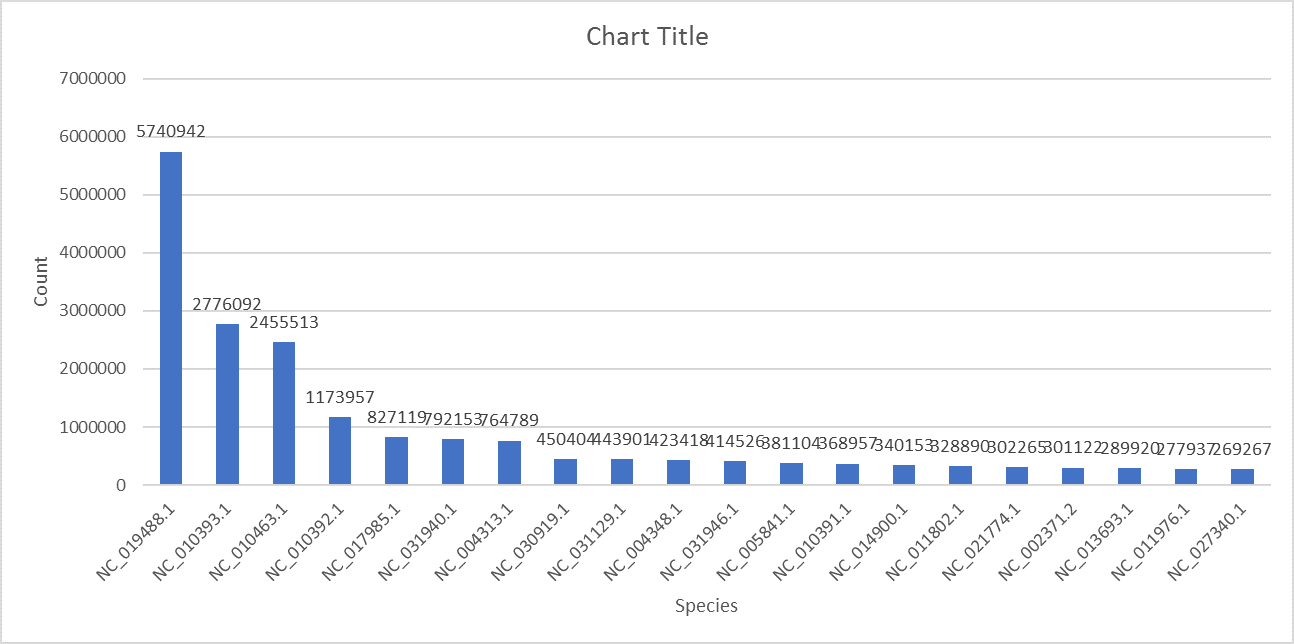 Chart Title
7000000
6000000
5000000
4000000
3000000
2000000
1000000
0
Count
5740942
2776092
2455513
1173957
827119
792153
764789
450404
443901
423418
414526
381104
368957
340153
328890
302265
301122
289920
277937
269267
NC_019488.1
NC_010393.1
NC_010463.1
NC_010392.1
NC_017985.1
NC_031940.1
NC_004313.1
NC_030919.1
NC_031129.1
NC_004348.1
NC_031946.1
NC_005841.1
NC_010391.1
NC_014900.1
NC_011802.1
NC_021774.1
NC_002371.2
NC_013693.1
NC_011976.1
NC_027340.1
Species